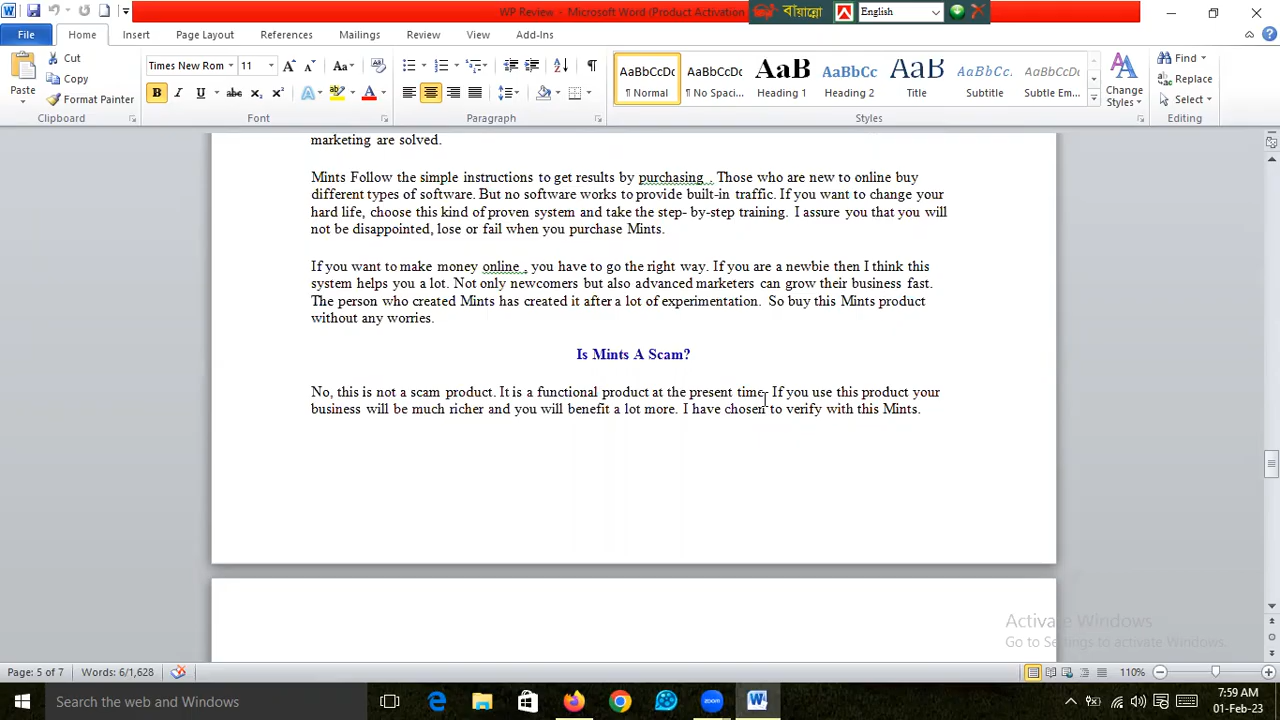 WP Review - Microsoft Word (Product Activation
বায়ান্নো
English
File
Home
Insert
Page Layout
References
Mailings
Review
View
Add-Ins
Paste
Cut
Copy
Format Painter
Clipboard
Times New Rom
11
Font
Paragraph
AaBbCcDc
¶ Normal
AaBbCcDc
¶ No Spaci...
AaB
Heading 1
AaBbCc
Heading 2
AaB
Title
AaBbCc.
Subtitle
AaBbCcDc
Subtle Em...
Styles
Change
Styles
Find
Replace
Select
Editing
marketing are solved.
Mints Follow the simple instructions to get results by purchasing . Those who are new to online buy
different types of software. But no software works to provide built-in traffic. If you want to change your
hard life, choose this kind of proven system and take the step- by-step training. I assure you that you will
not be disappointed, lose or fail when you purchase Mints.
If you want to make money online , you have to go the right way. If you are a newbie then I think this
system helps you a lot. Not only newcomers but also advanced marketers can grow their business fast.
The person who created Mints has created it after a lot of experimentation. So buy this Mints product
without any worries.
Is Mints A Scam?
No, this is not a scam product. It is a functional product at the present time. If you use this product your
business will be much richer and you will benefit a lot more. I have chosen to verify with this Mints.
Activate Windows
Go to Settings to activate Windows.
Page: 5 of 7
Words: 6/1,628
110%
Search the web and Windows
zoom
7:59 AM
01-Feb-23